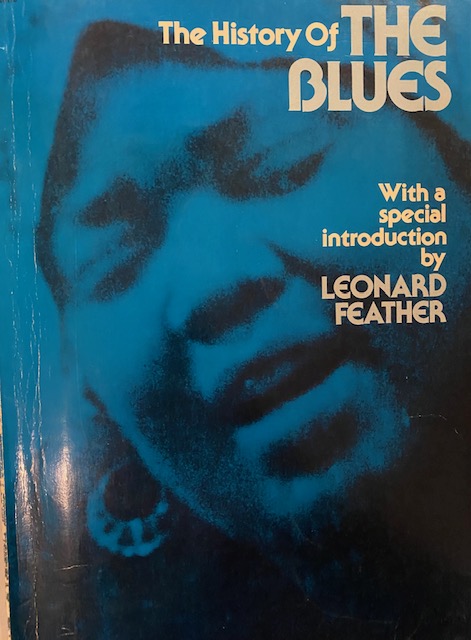 The History Of THE
BLUES
With a
special
introduction
by
LEONARD
FEATHER